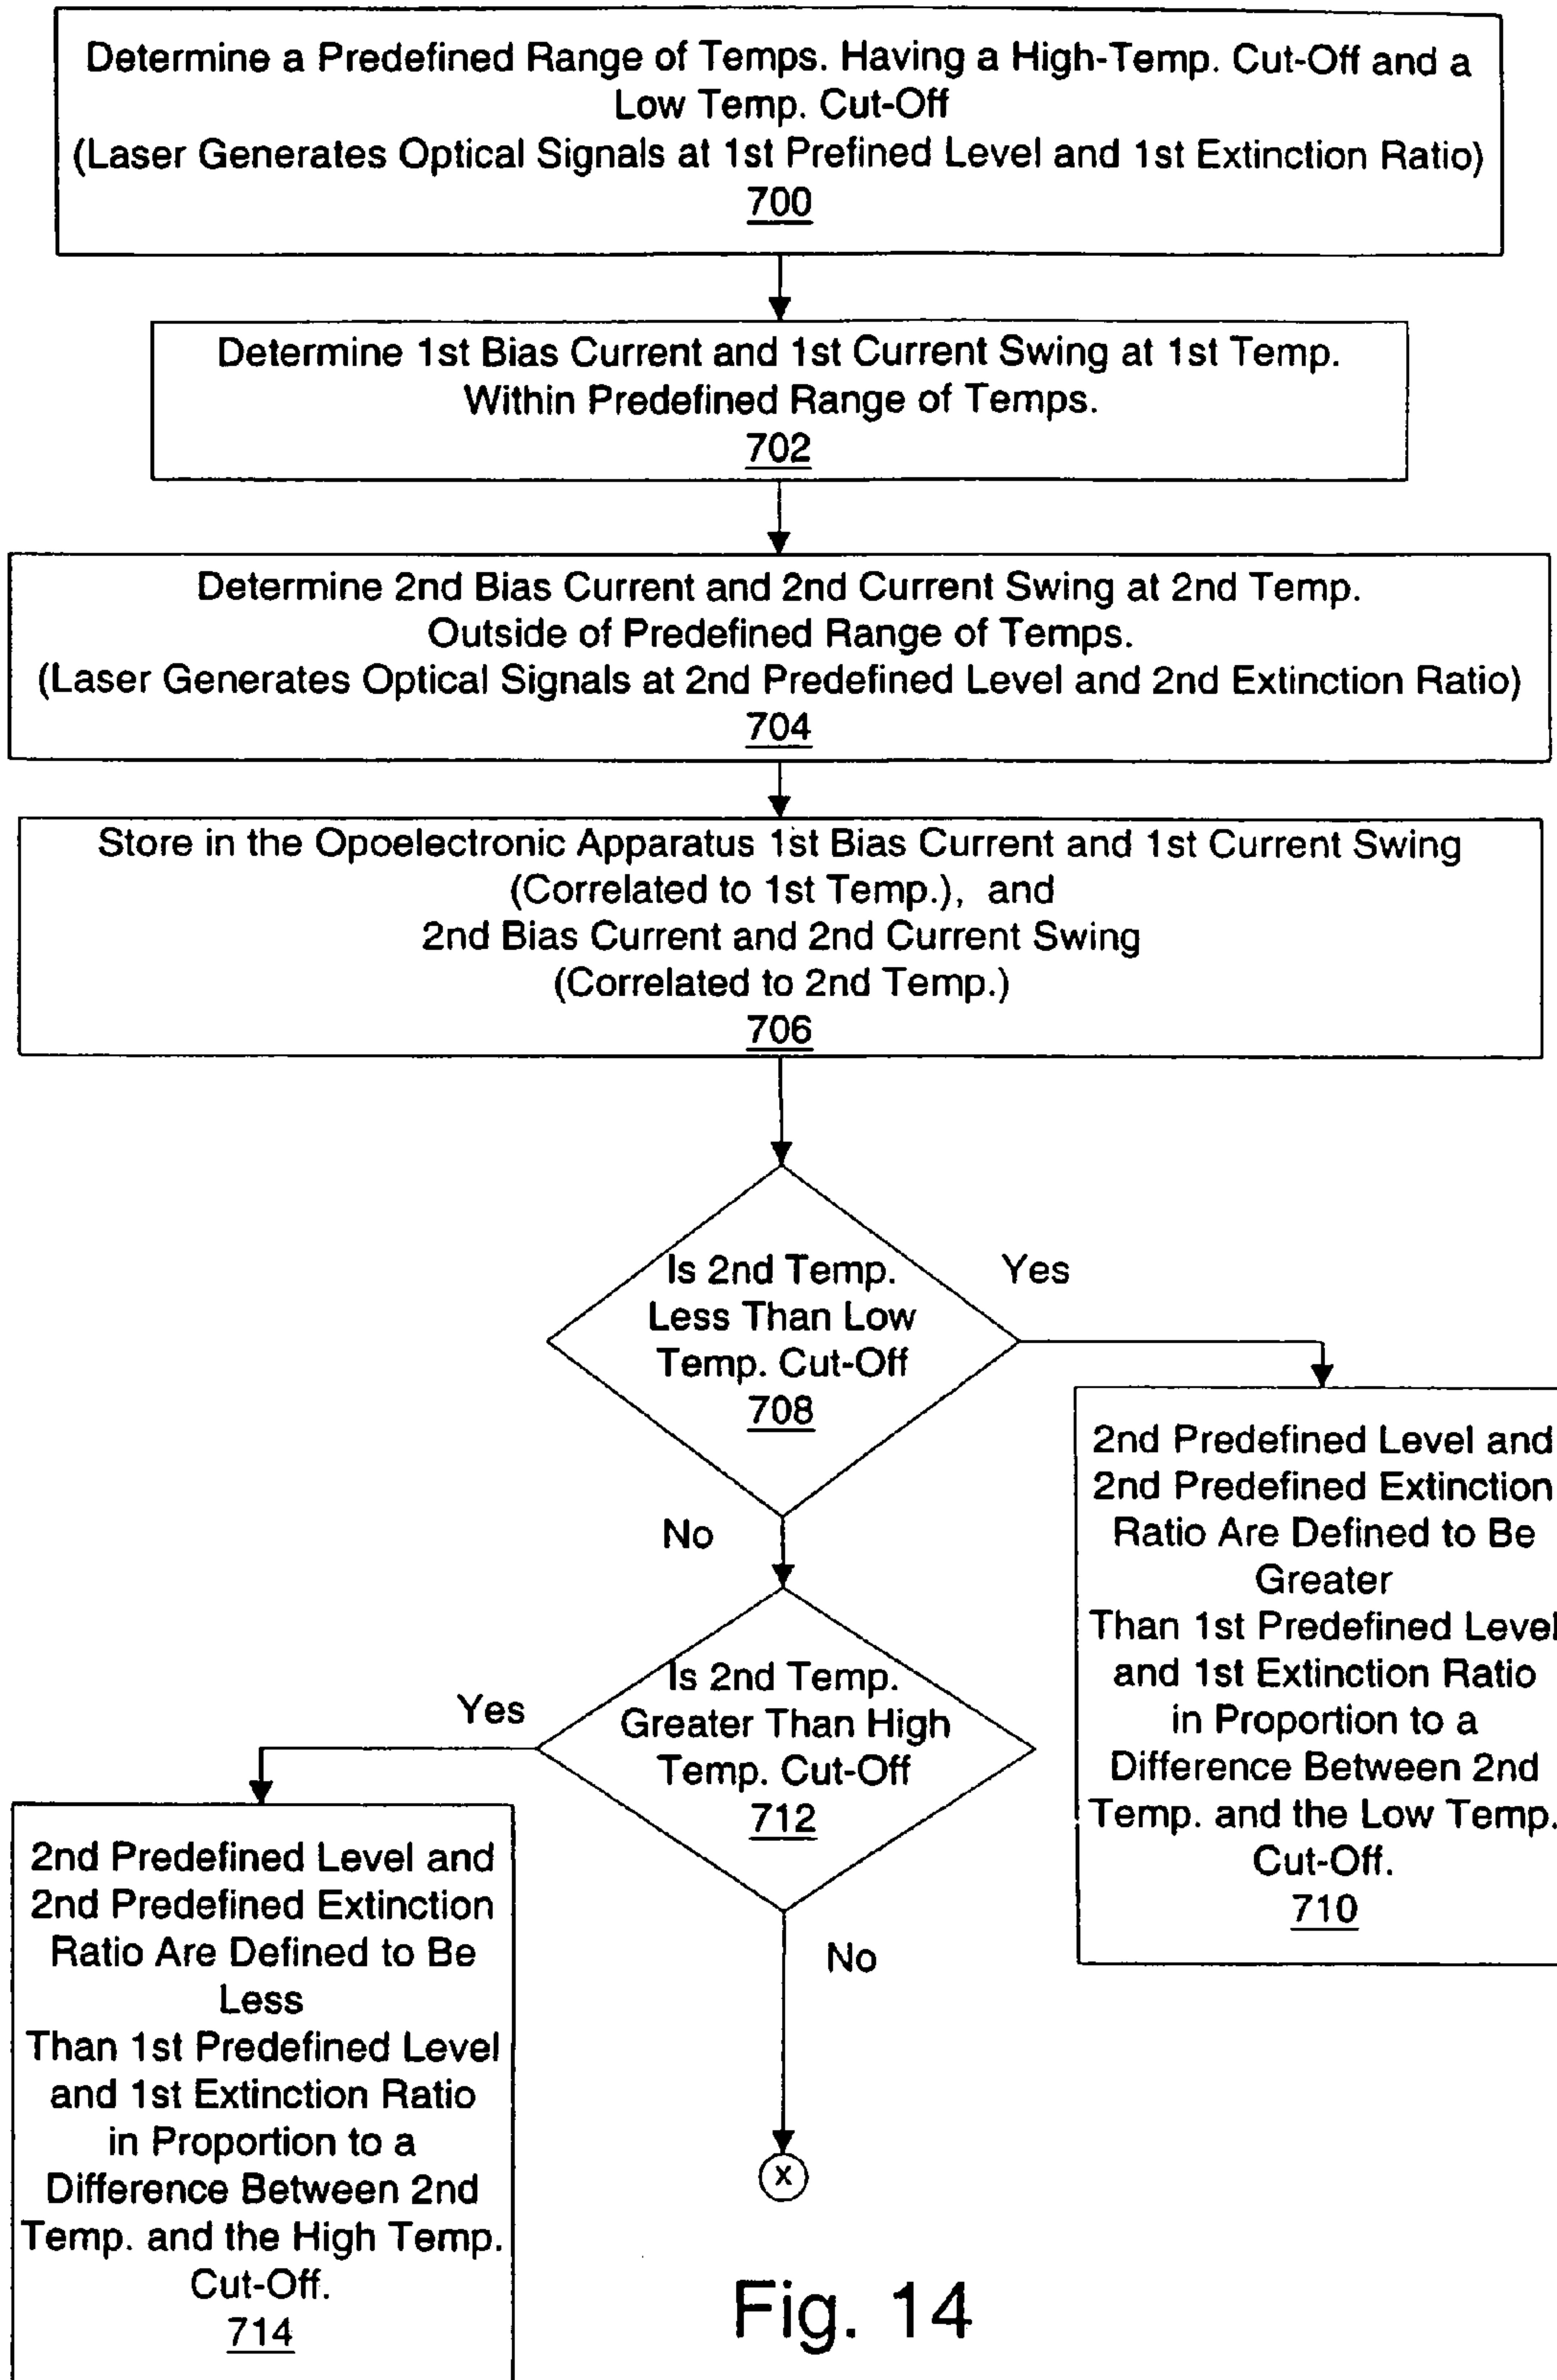 Determine a Predefined Range of Temps. Having a High-Temp. Cut-Off and a
Low Temp. Cut-Off
(Laser Generates Optical Signals at 1st Prefined Level and 1st Extinction Ratio)
700
Determine 1st Bias Current and 1st Current Swing at 1st Temp.
Within Predefined Range of Temps.
702
Determine 2nd Bias Current and 2nd Current Swing at 2nd Temp.
Outside of Predefined Range of Temps.
(Laser Generates Optical Signals at 2nd Predefined Level and 2nd Extinction Ratio)
704
Store in the Opoelectronic Apparatus 1st Bias Current and 1st Current Swing
(Correlated to 1st Temp.), and
2nd Bias Current and 2nd Current Swing
(Correlated to 2nd Temp.)
706
Is 2nd Temp.
Less Than Low
Temp. Cut-Off
708
Yes
No
2nd Predefined Level and
2nd Predefined Extinction
Ratio Are Defined to Be
Greater
Than 1st Predefined Level
and 1st Extinction Ratio
in Proportion to a
Difference Between 2nd
Temp. and the Low Temp.
Cut-Off.
710
Is 2nd Temp.
Greater Than High
Temp. Cut-Off
712
Yes
No
2nd Predefined Level and
2nd Predefined Extinction
Ratio Are Defined to Be
Less
Than 1st Predefined Level
and 1st Extinction Ratio
in Proportion to a
Difference Between 2nd
Temp. and the High Temp.
Cut-Off.
714
X
Fig. 14